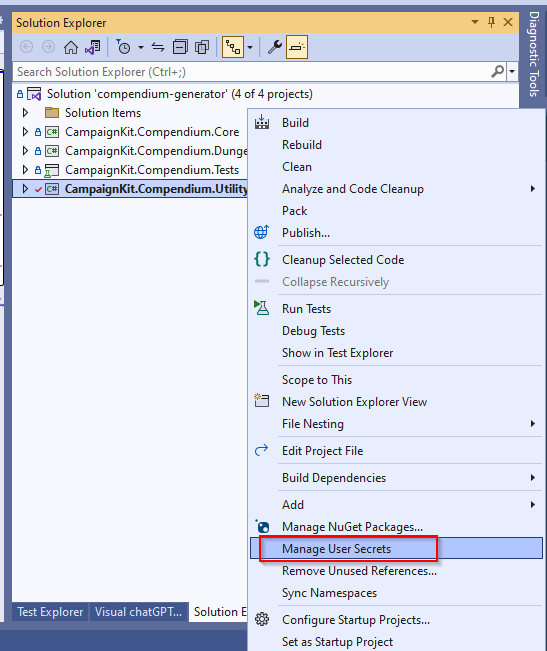 Solution Explorer
Search Solution Explorer (Ctrl+;)
Solution 'compendium-generator' (4 of 4 projects)
Solution Items
C# CampaignKit.Compendium.Core
C# CampaignKit.Compendium.Dunge
CampaignKit.Compendium.Tests
C# CampaignKit.Compendium.Utility
Build
Rebuild
Clean
Analyze and Code Cleanup
Pack
Publish...
Cleanup Selected Code
Collapse Recursively
Run Tests
Debug Tests
Show in Test Explorer
Scope to This
New Solution Explorer View
File Nesting
Edit Project File
Build Dependencies
Add
Manage NuGet Packages...
Manage User Secrets
Remove Unused References...
Sync Namespaces
Configure Startup Projects...
Set as Startup Project
Test Explorer
Visual chatGPT...
Solution E
Diagnostic Tools